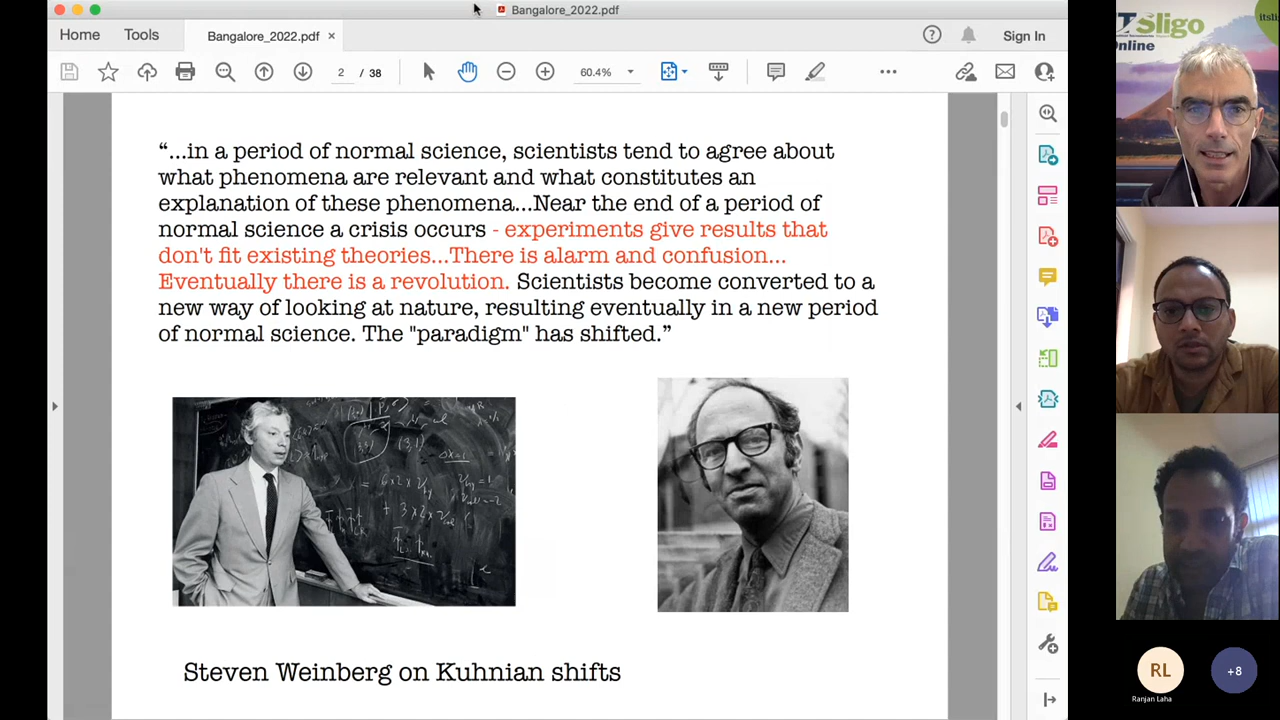 Bangalore_2022.pdf
Home
Tools
Bangalore_2022.pdf ×
Sign In
2 / 38
60.4%
“...in a period of normal science, scientists tend to agree about
what phenomena are relevant and what constitutes an
explanation of these phenomena...Near the end of a period of
normal science a crisis occurs - experiments give results that
don't fit existing theories...There is alarm and confusion...
Eventually there is a revolution. Scientists become converted to a
new way of looking at nature, resulting eventually in a new period
of normal science. The "paradigm" has shifted.”
Steven Weinberg on Kuhnian shifts
Sligo
Online
itsli
RL
+8
Ranjan Laha